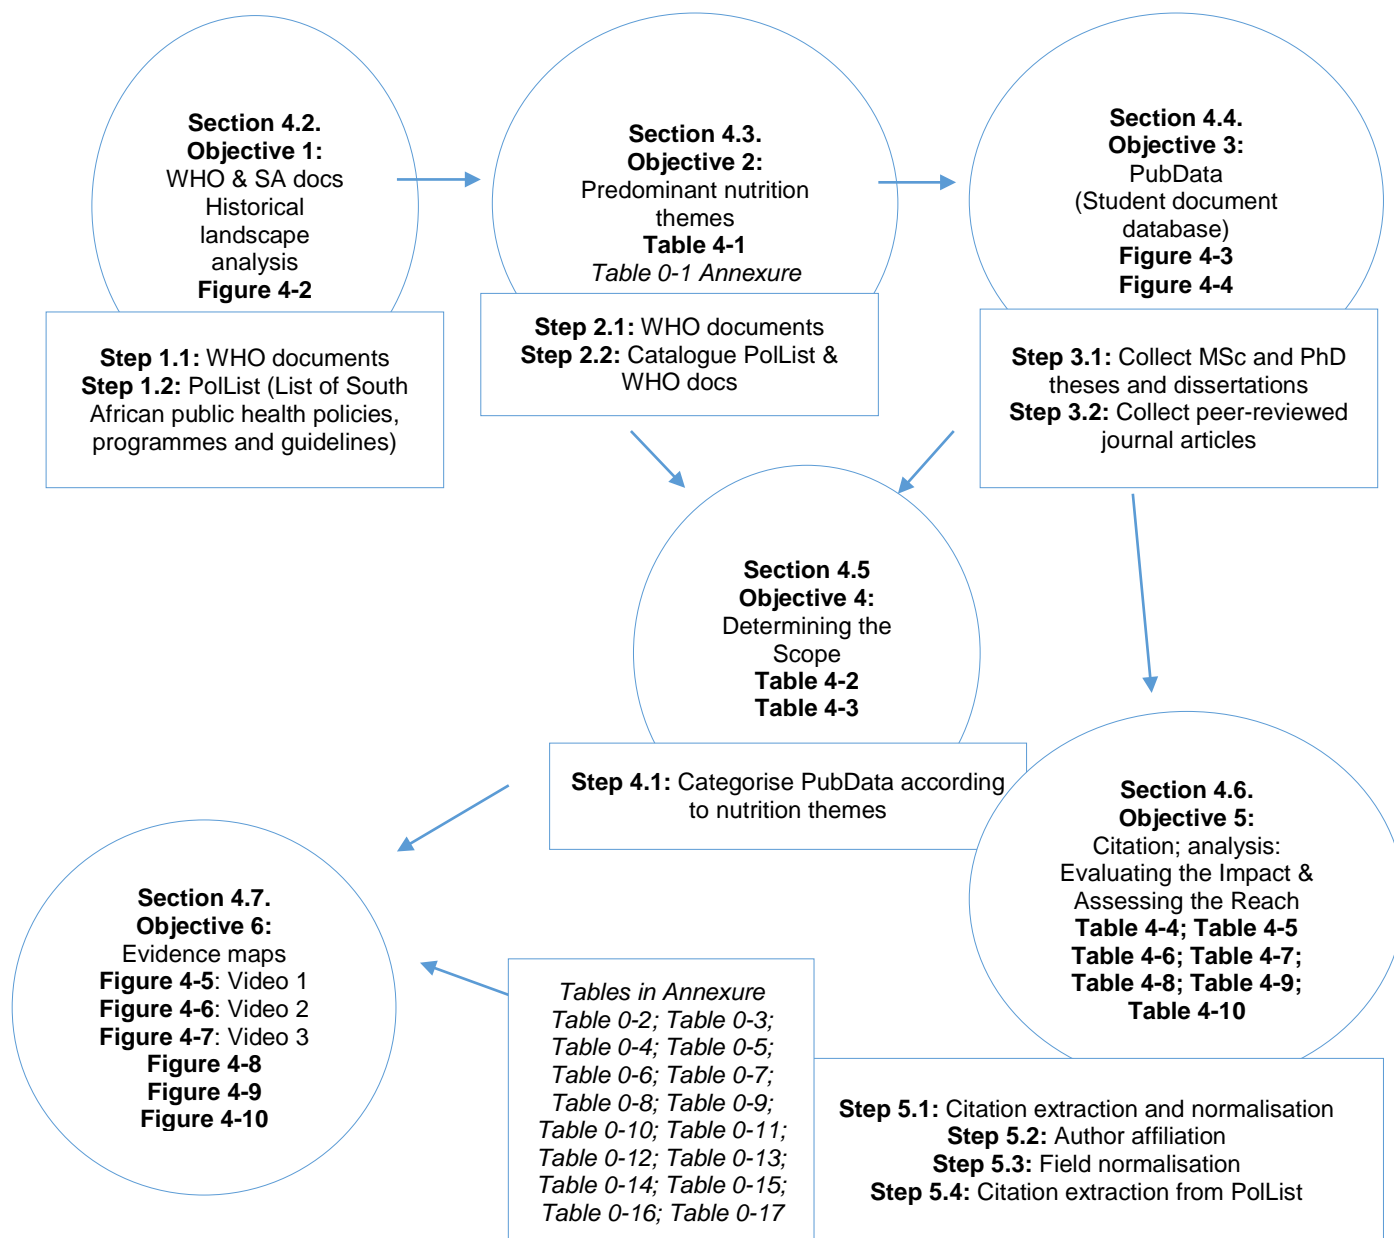 Section 4.2.
Objective 1:
WHO & SA docs
Historical
landscape
analysis
Figure 4-2
Step 1.1: WHO documents
Step 1.2: PolList (List of South
African public health policies,
programmes and guidelines)
Section 4.3.
Objective 2:
Predominant nutrition
themes
Table 4-1
Table 0-1 Annexure
Step 2.1: WHO documents
Step 2.2: Catalogue PolList &
WHO docs
Section 4.4.
Objective 3:
PubData
(Student document
database)
Figure 4-3
Figure 4-4
Step 3.1: Collect MSc and PhD
theses and dissertations
Step 3.2: Collect peer-reviewed
journal articles
Section 4.5
Objective 4:
Determining the
Scope
Table 4-2
Table 4-3
Step 4.1: Categorise PubData according
to nutrition themes
Section 4.6.
Objective 5:
Citation; analysis:
Evaluating the Impact &
Assessing the Reach
Table 4-4; Table 4-5
Table 4-6; Table 4-7;
Table 4-8; Table 4-9;
Table 4-10
Step 5.1: Citation extraction and normalisation
Step 5.2: Author affiliation
Step 5.3: Field normalisation
Step 5.4: Citation extraction from PolList
Section 4.7.
Objective 6:
Evidence maps
Figure 4-5: Video 1
Figure 4-6: Video 2
Figure 4-7: Video 3
Figure 4-8
Figure 4-9
Figure 4-10
Tables in Annexure
Table 0-2; Table 0-3;
Table 0-4; Table 0-5;
Table 0-6; Table 0-7;
Table 0-8; Table 0-9;
Table 0-10; Table 0-11;
Table 0-12; Table 0-13;
Table 0-14; Table 0-15;
Table 0-16; Table 0-17